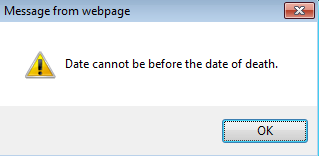 Message from webpage
Date cannot be before the date of death.
OK